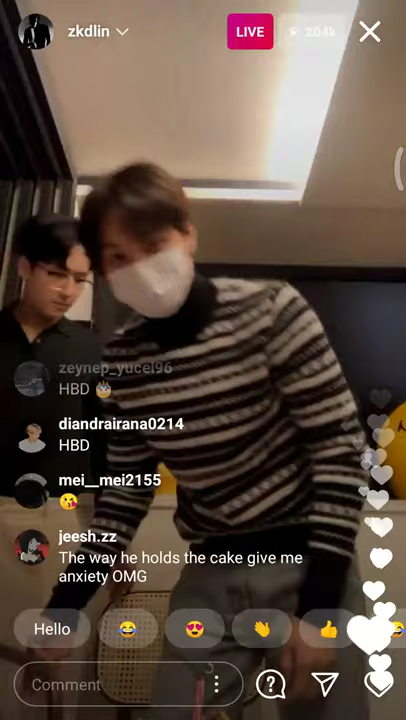 zkdlin
LIVE
204k
zeynep_yucel96
HBD 🎂
diandrairana0214
HBD
mei__mei2155
😘
jeesh.zz
The way he holds the cake give me
anxiety OMG
Hello 😂 😍 👏 👍 😂
Comment